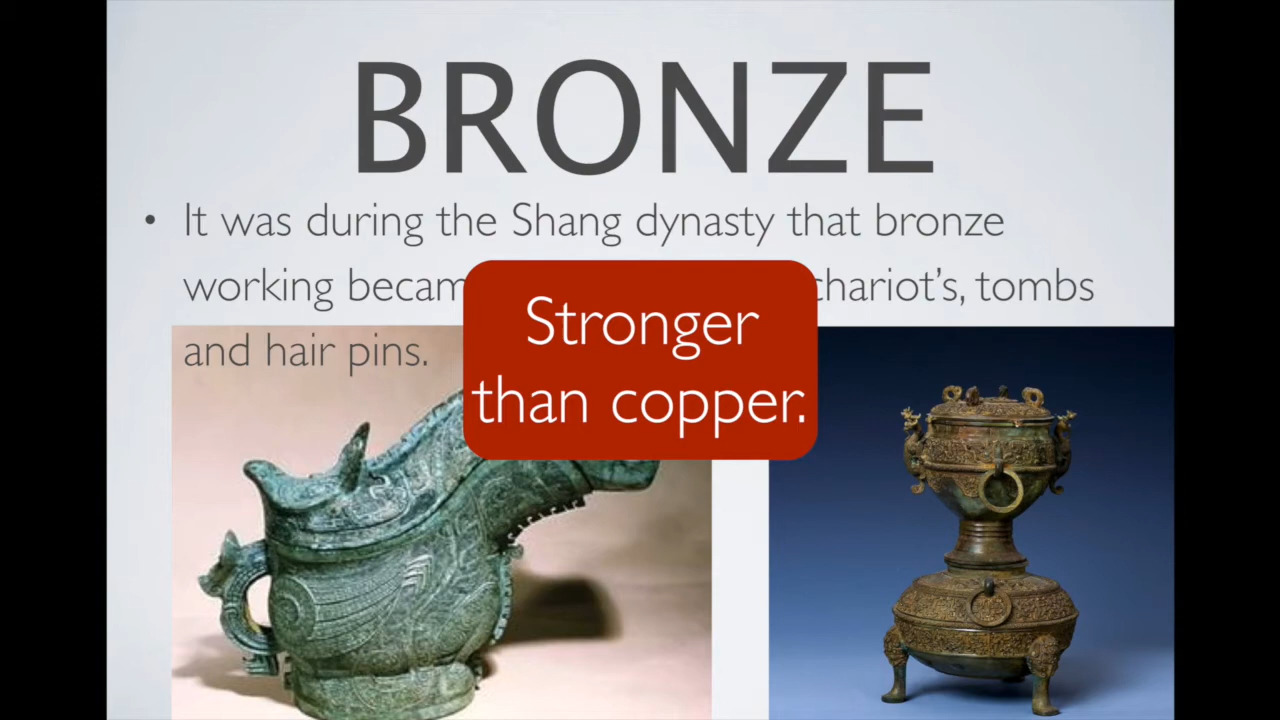 BRONZE
• It was during the Shang dynasty that bronze
working becam chariot's, tombs
and hair pins.
Stronger
than copper.